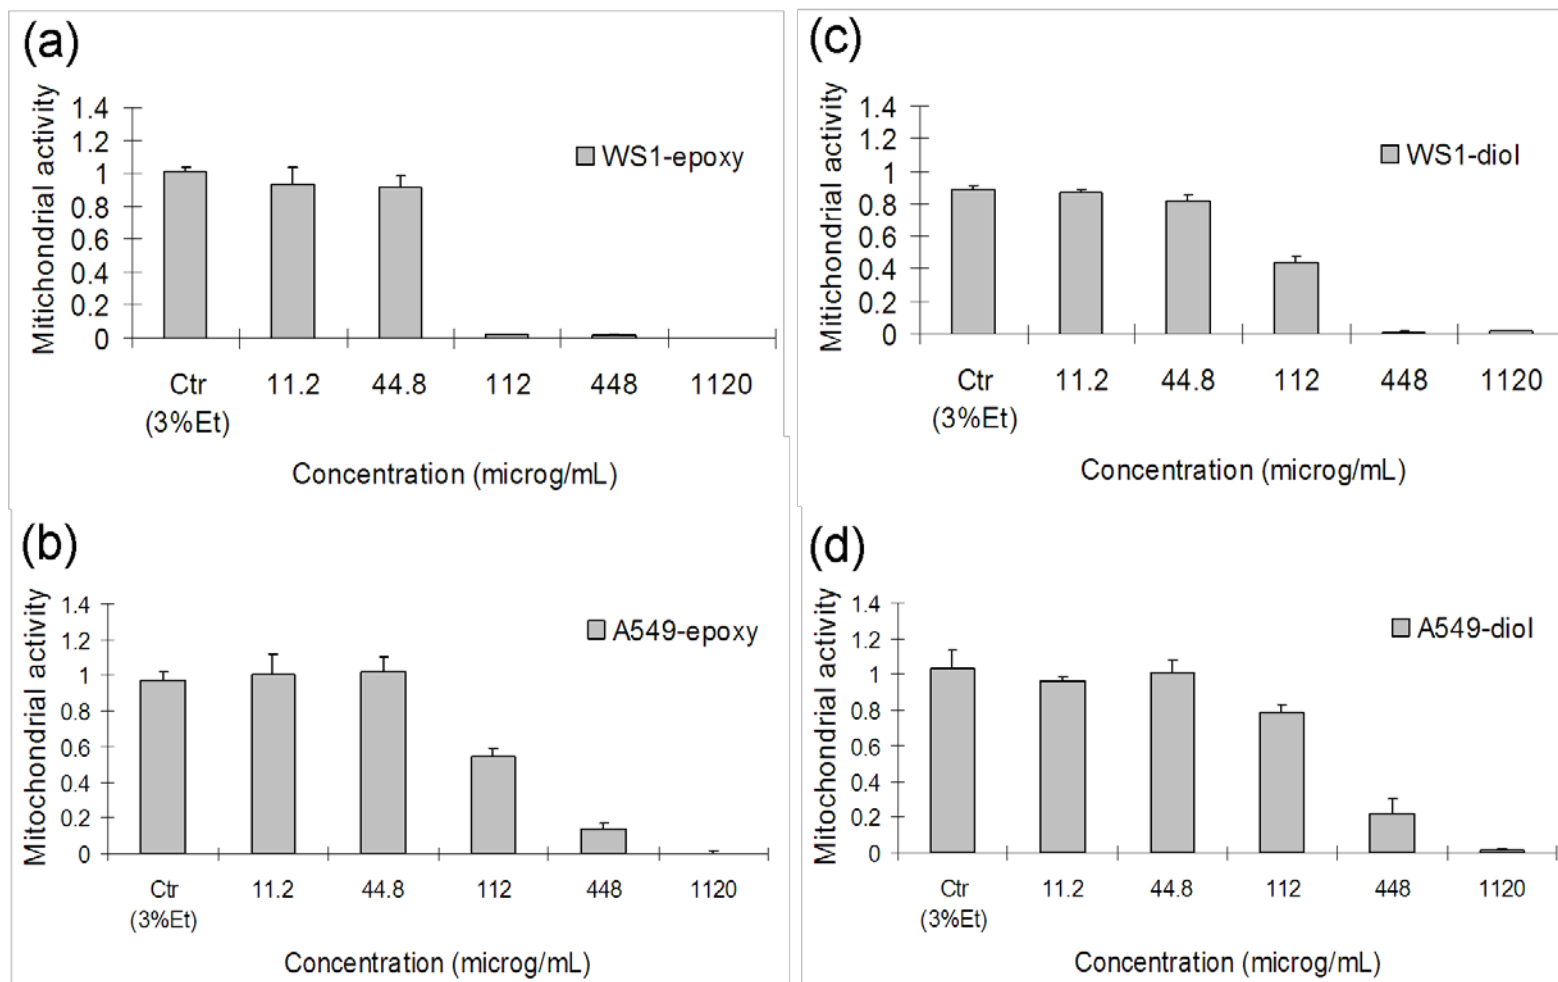 (a)
Mitichondrial activity
1.4
1.2
1
0.8
0.6
0.4
0.2
0
WS1-epoxy
Ctr 11.2 44.8 112 448 1120
(3%Et)
Concentration (microg/mL)
(c)
Mitichondrial activity
1.4
1.2
1
0.8
0.6
0.4
0.2
0
WS1-diol
Ctr 11.2 44.8 112 448 1120
(3%Et)
Concentration (microg/mL)
(b)
Mitochondrial activity
1.4
1.2
1
0.8
0.6
0.4
0.2
0
A549-epoxy
Ctr 11.2 44.8 112 448 1120
(3%Et)
Concentration (microg/mL)
(d)
Mitochondrial activity
1.4
1.2
1
0.8
0.6
0.4
0.2
0
A549-diol
Ctr 11.2 44.8 112 448 1120
(3%Et)
Concentration (microg/mL)